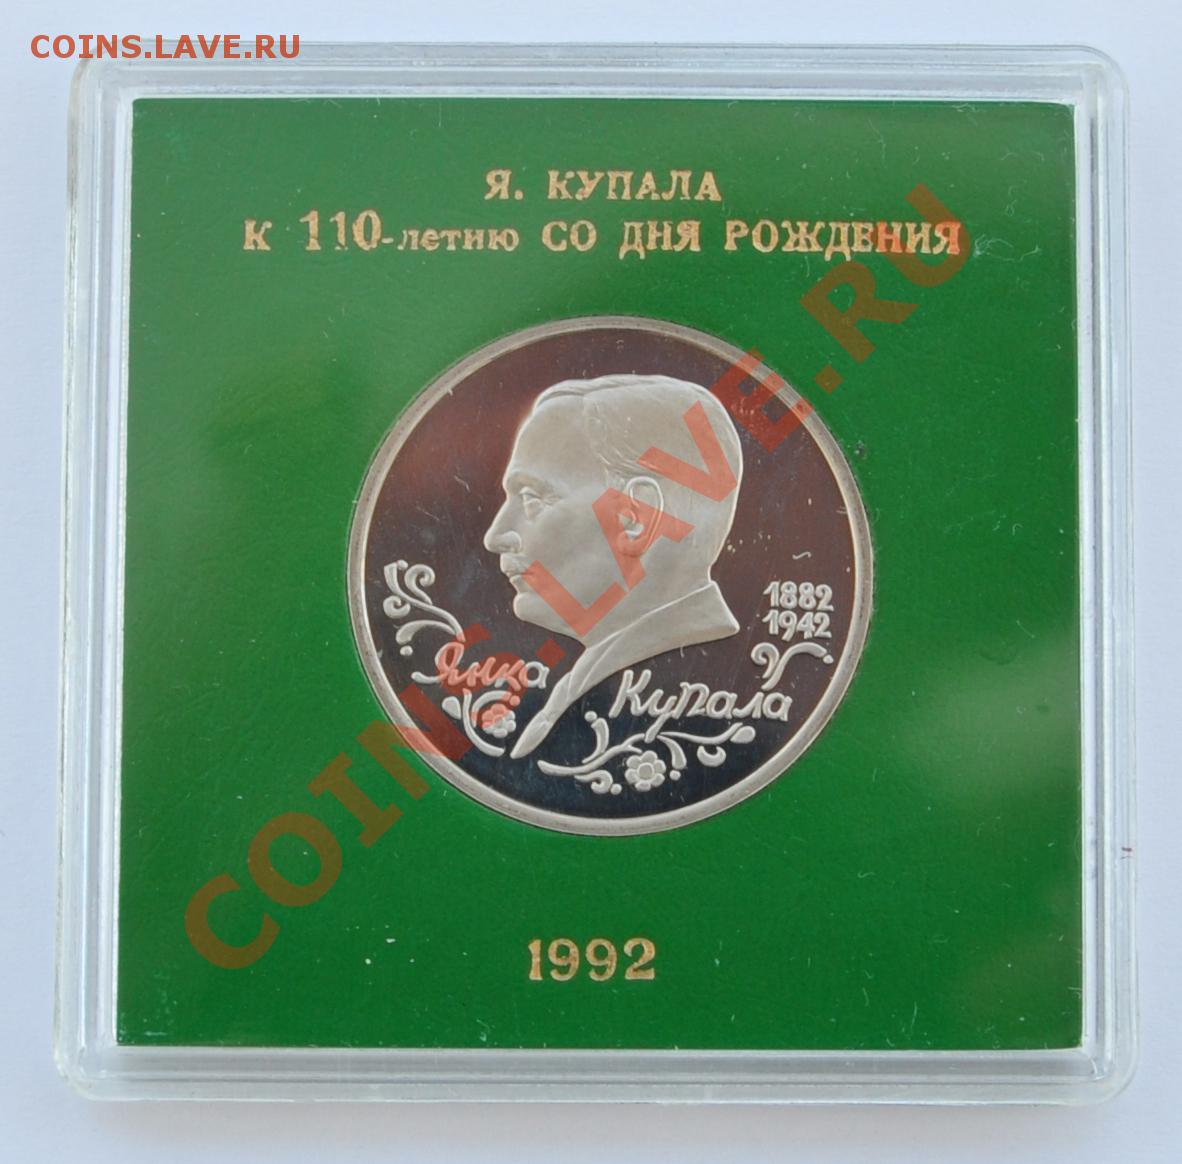 COINS.LAVE.RU
Я. КУПАЛА
К 110-летию СО ДНЯ РОЖДЕНИЯ
1882
1942
Янка Купала
1992
COINS.LAVE.RU